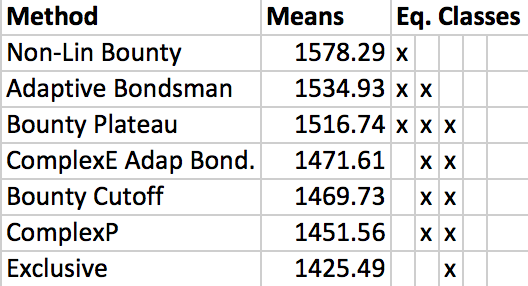 Method Means Eq. Classes
Non-Lin Bounty 1578.29 x
Adaptive Bondsman 1534.93 x x
Bounty Plateau 1516.74 x x x
ComplexE Adap Bond. 1471.61 x x
Bounty Cutoff 1469.73 x x
ComplexP 1451.56 x x
Exclusive 1425.49 x